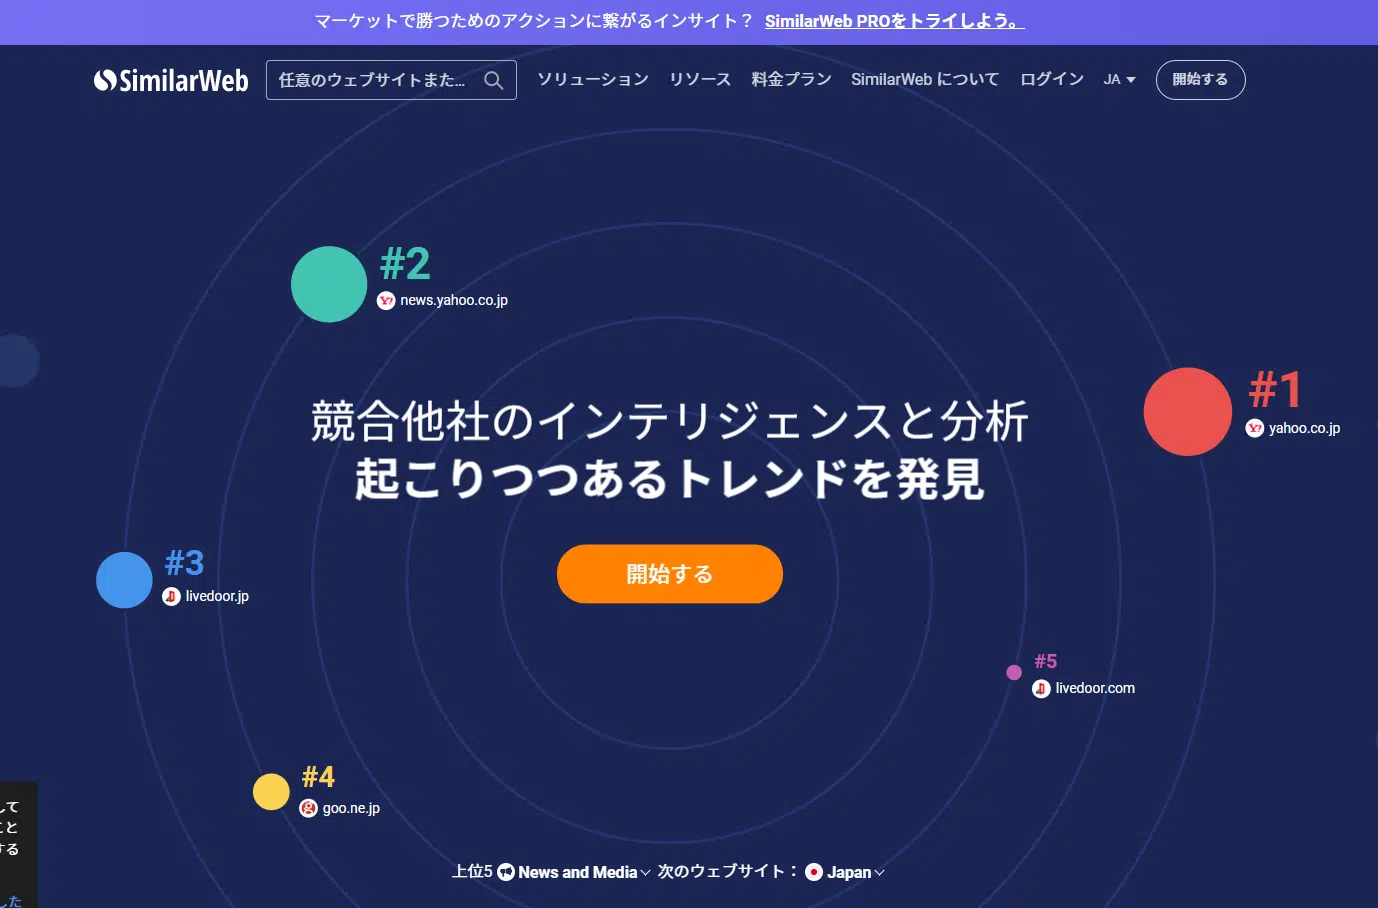 マーケットで勝つためのアクションに繋がるインサイト？ SimilarWeb PROをトライしよう。
SimilarWeb 任意のウェブサイトまた... ソリューション リソース 料金プラン SimilarWeb について ログイン JA 開始する
#2
news.yahoo.co.jp
#1
yahoo.co.jp
競合他社のインテリジェンスと分析
起こりつつあるトレンドを発見
#3
livedoor.jp
開始する
#5
livedoor.com
#4
goo.ne.jp
して
こと
する
した
上位5 News and Media 次のウェブサイト： Japan